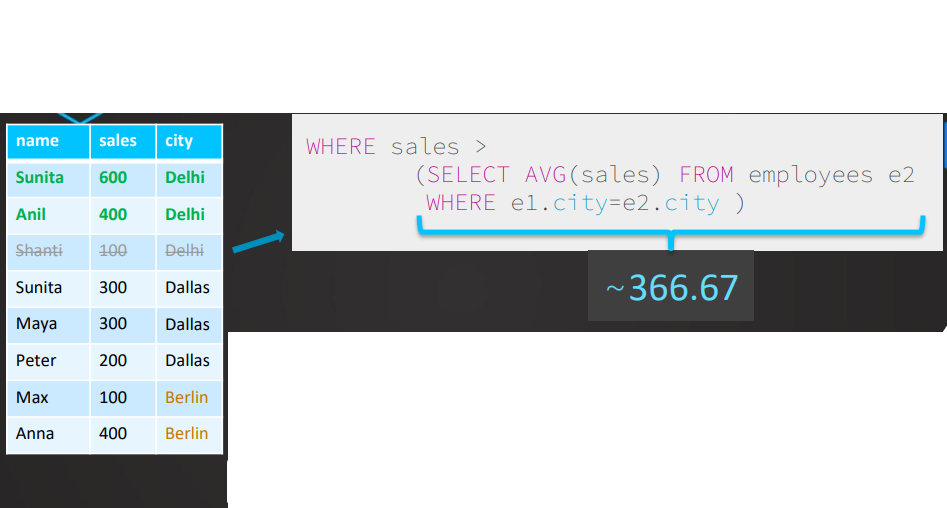 name sales city
Sunita 600 Delhi
Anil 400 Delhi
Shanti 100 Delhi
Sunita 300 Dallas
Maya 300 Dallas
Peter 200 Dallas
Max 100 Berlin
Anna 400 Berlin
WHERE sales >
(SELECT AVG(sales) FROM employees e2
WHERE e1.city=e2.city )
~366.67